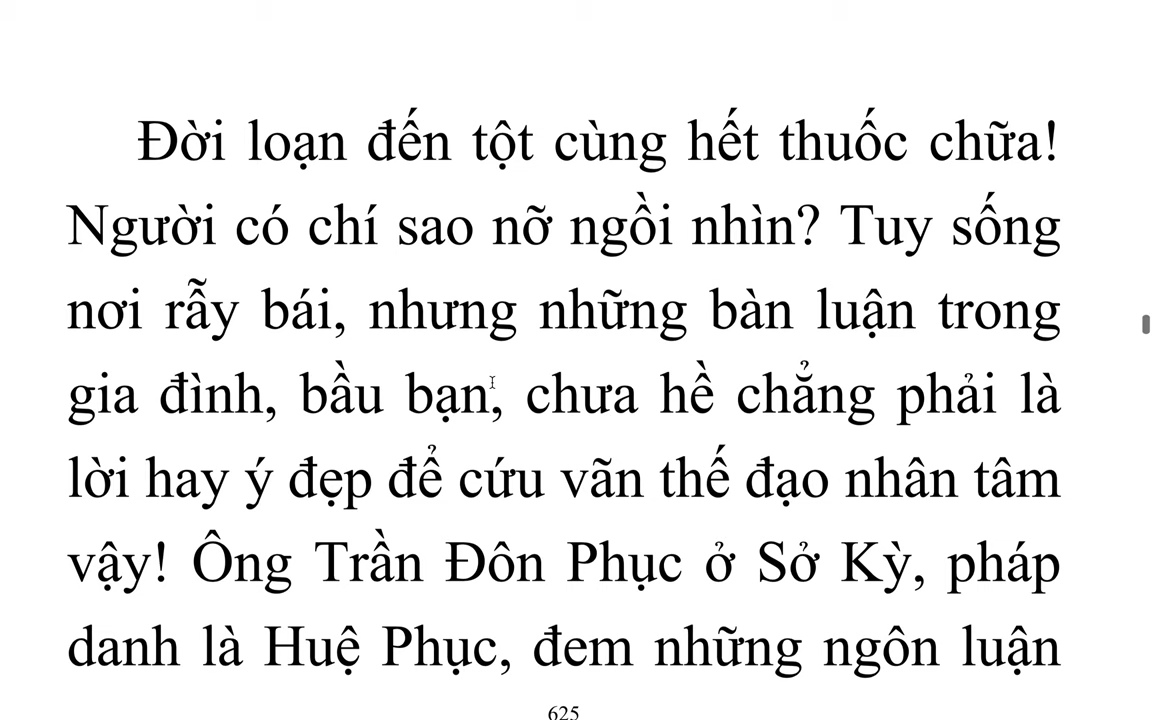 Đời loạn đến tột cùng hết thuốc chữa!
Người có chí sao nỡ ngồi nhìn? Tuy sống
nơi rẫy bái, nhưng những bàn luận trong
gia đình, bầu bạn, chưa hề chẳng phải là
lời hay ý đẹp để cứu vãn thế đạo nhân tâm
vậy! Ông Trần Đôn Phục ở Sở Kỳ, pháp
danh là Huệ Phục, đem những ngôn luận
625